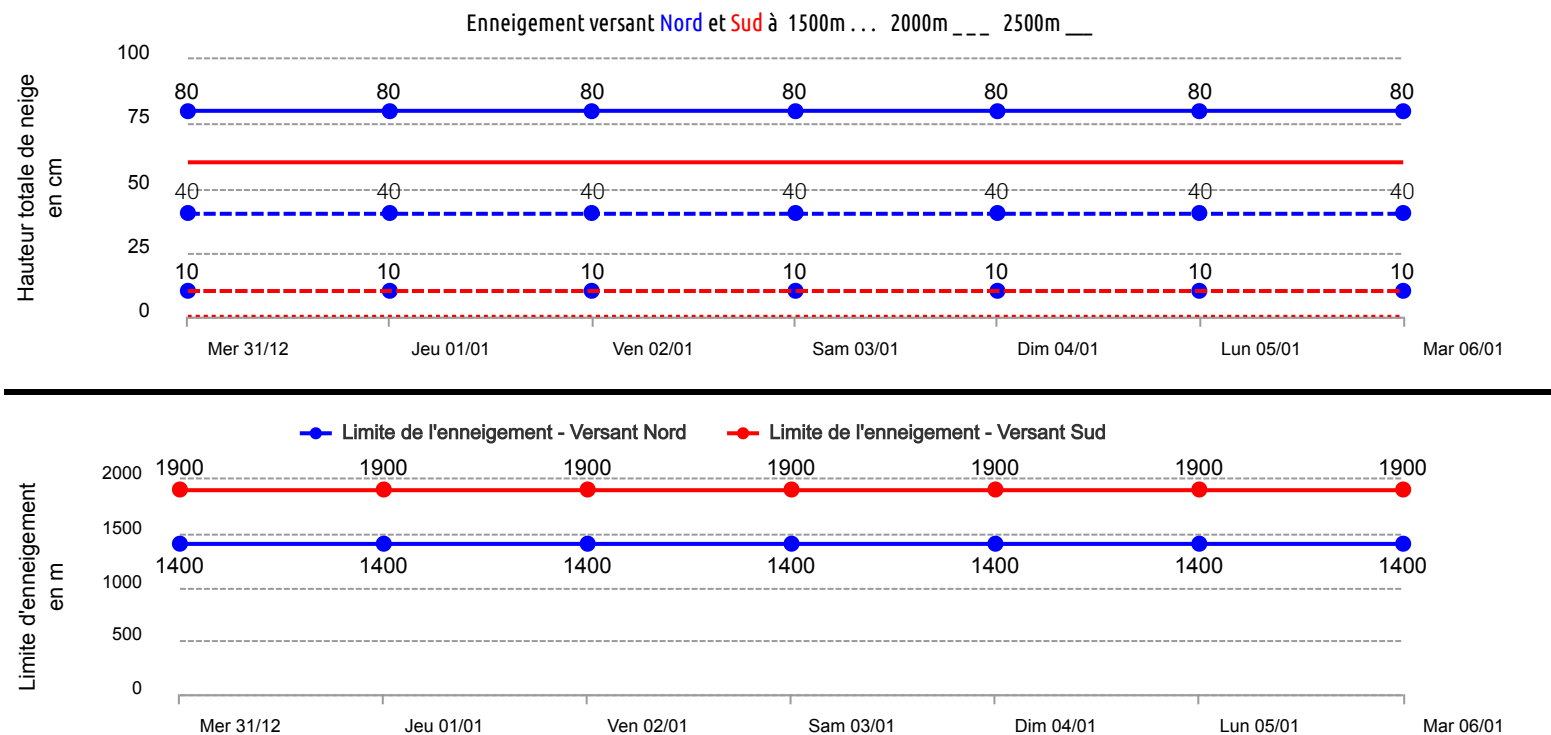 Enneigement versant Nord et Sud à 1500m . . . 2000m _ _ _ 2500m __
Hauteur totale de neige
en cm
100
75
50
25
0
80 80 80 80 80 80 80
40 40 40 40 40 40 40
10 10 10 10 10 10 10
Mer 31/12 Jeu 01/01 Ven 02/01 Sam 03/01 Dim 04/01 Lun 05/01 Mar 06/01
Limite de l'enneigement - Versant Nord Limite de l'enneigement - Versant Sud
Limite d'enneigement
en m
2000
1500
1000
500
0
1900 1900 1900 1900 1900 1900 1900
1400 1400 1400 1400 1400 1400 1400
Mer 31/12 Jeu 01/01 Ven 02/01 Sam 03/01 Dim 04/01 Lun 05/01 Mar 06/01